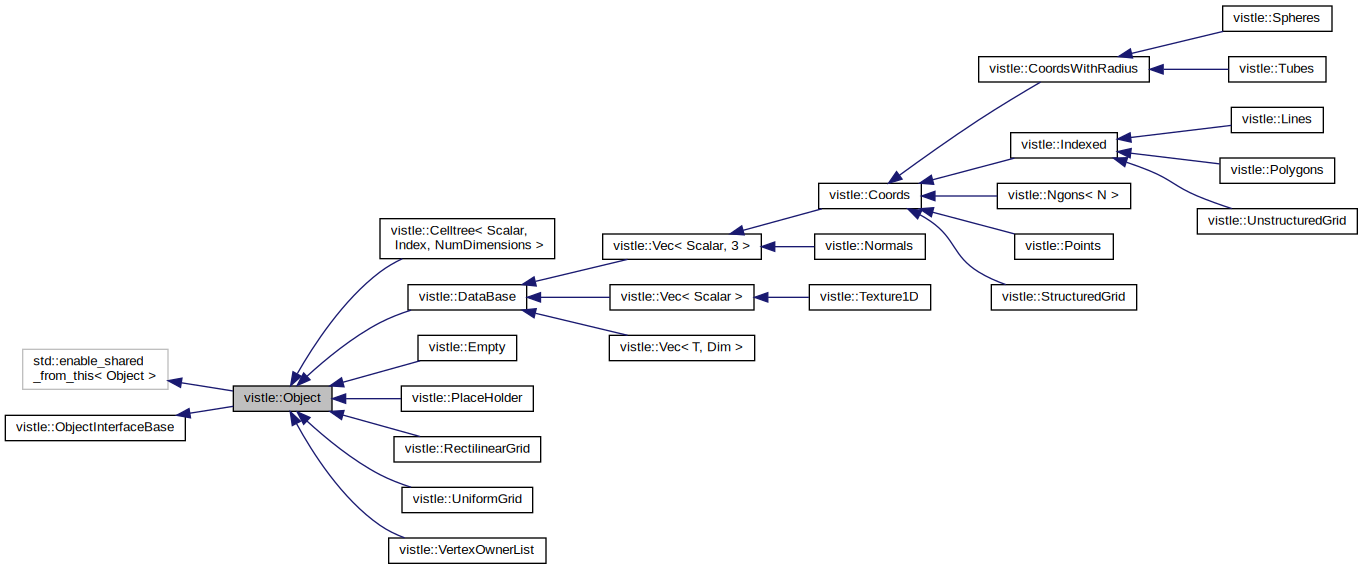 vistle::Spheres
vistle::CoordsWithRadius
vistle::Tubes
vistle::Lines
vistle::Indexed
vistle::Polygons
vistle::Coords
vistle::Ngons< N >
vistle::UnstructuredGrid
vistle::Celltree< Scalar,
Index, NumDimensions >
vistle::Vec< Scalar, 3 >
vistle::Normals
vistle::Points
vistle::DataBase
vistle::Vec< Scalar >
vistle::Texture1D
vistle::StructuredGrid
vistle::Empty
vistle::Vec< T, Dim >
std::enable_shared
_from_this< Object >
vistle::Object
vistle::PlaceHolder
vistle::ObjectInterfaceBase
vistle::RectilinearGrid
vistle::UniformGrid
vistle::VertexOwnerList